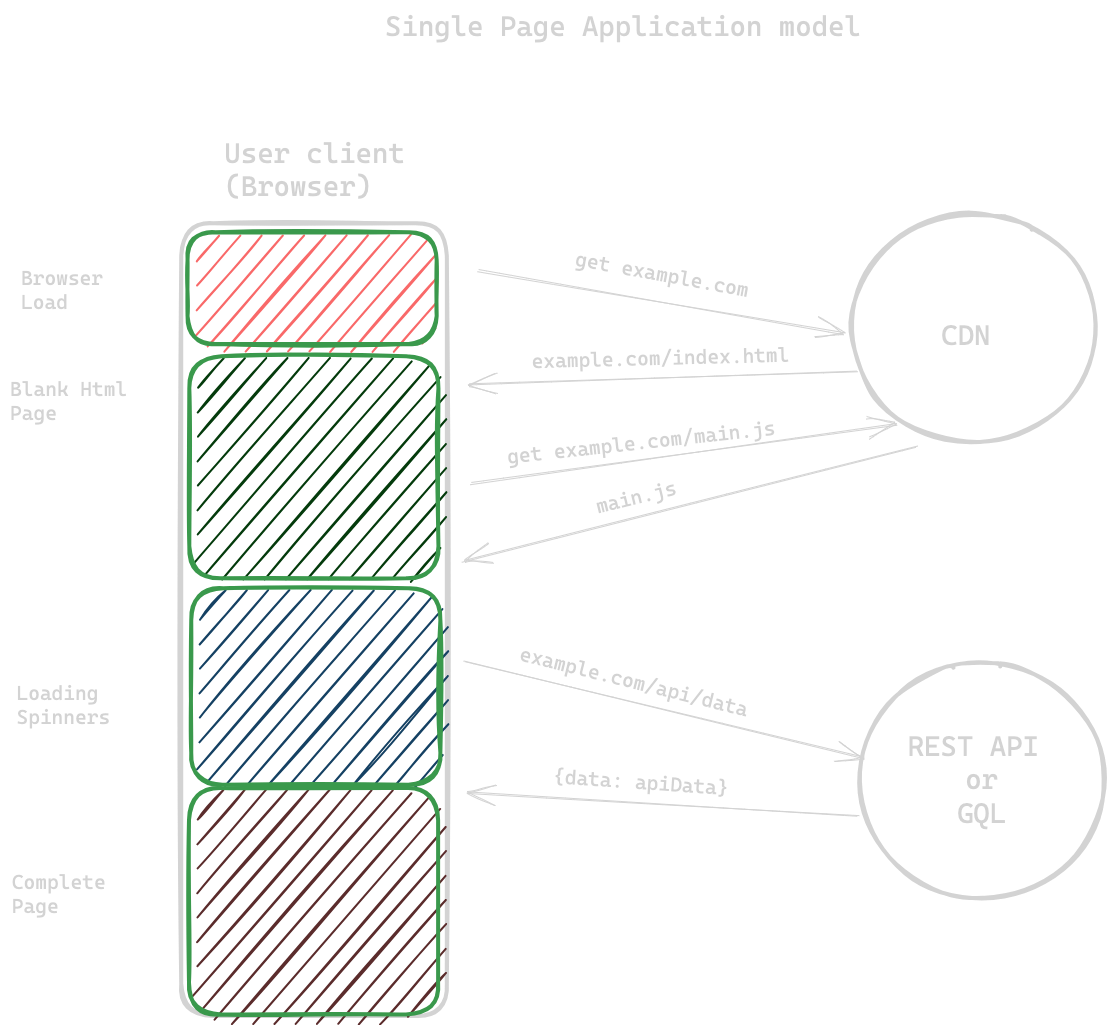 Single Page Application model
User client
(Browser)
Browser
Load
get example.com
CDN
example.com/index.html
Blank Html
Page
get example.com/main.js
main.js
Loading
Spinners
example.com/api/data
REST API
or
GQL
{data: apiData}
Complete
Page